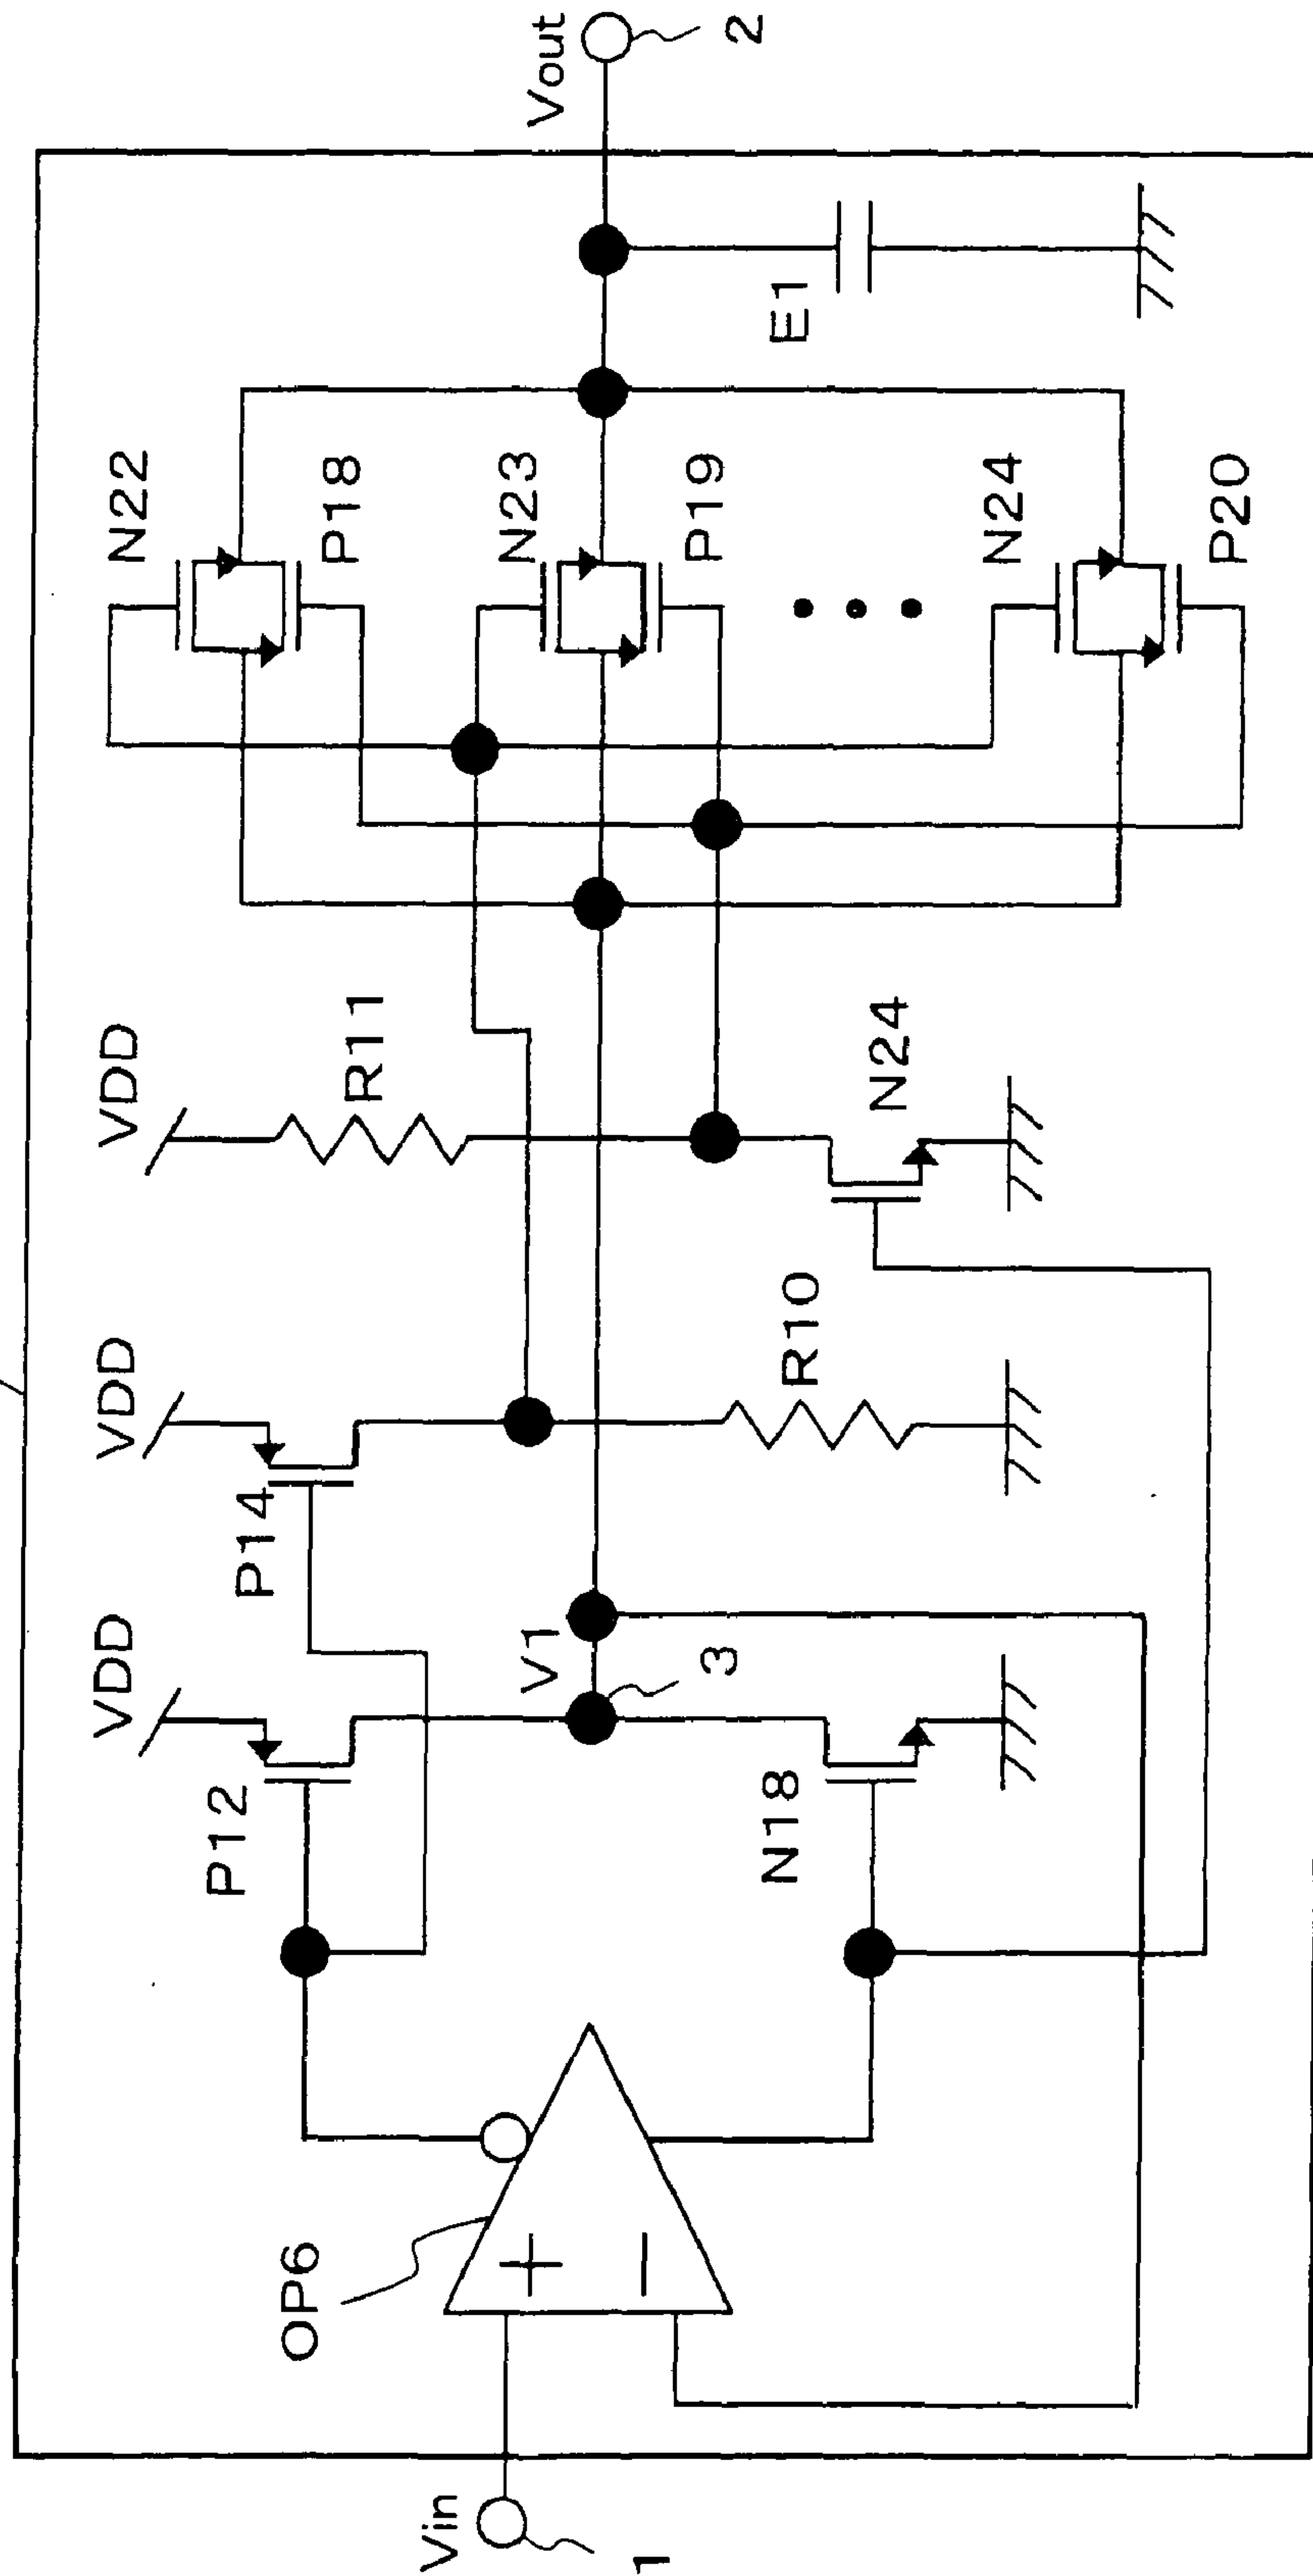 Vin
1
OP6
+
−
P12
VDD
N18
V1
3
P14
VDD
R10
VDD
R11
N24
N22
P18
N23
P19
N24
P20
E1
Vout
2